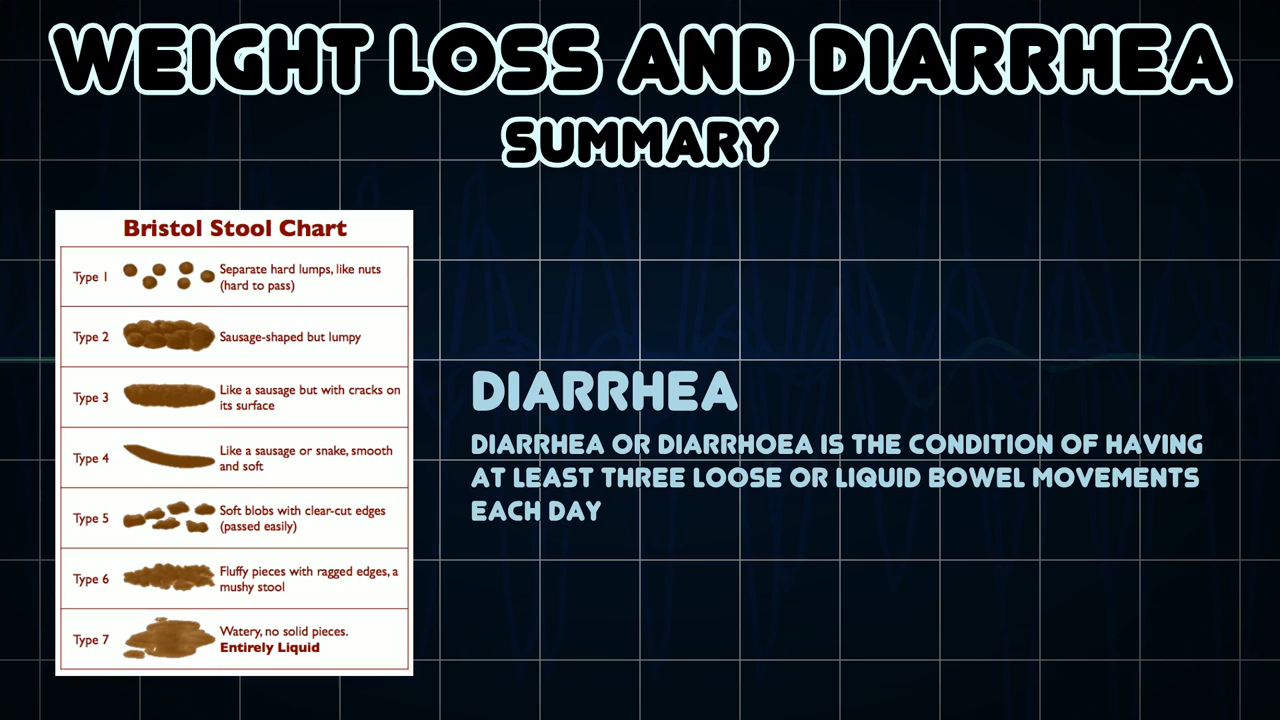 WEIGHT LOSS AND DIARRHEA
SUMMARY
Bristol Stool Chart
Type 1
Separate hard lumps, like nuts
(hard to pass)
Type 2
Sausage-shaped but lumpy
Type 3
Like a sausage but with cracks on
its surface
Type 4
Like a sausage or snake, smooth
and soft
Type 5
Soft blobs with clear-cut edges
(passed easily)
Type 6
Fluffy pieces with ragged edges, a
mushy stool
Type 7
Watery, no solid pieces.
Entirely Liquid
DIARRHEA
DIARRHEA OR DIARRHOEA IS THE CONDITION OF HAVING
AT LEAST THREE LOOSE OR LIQUID BOWEL MOVEMENTS
EACH DAY